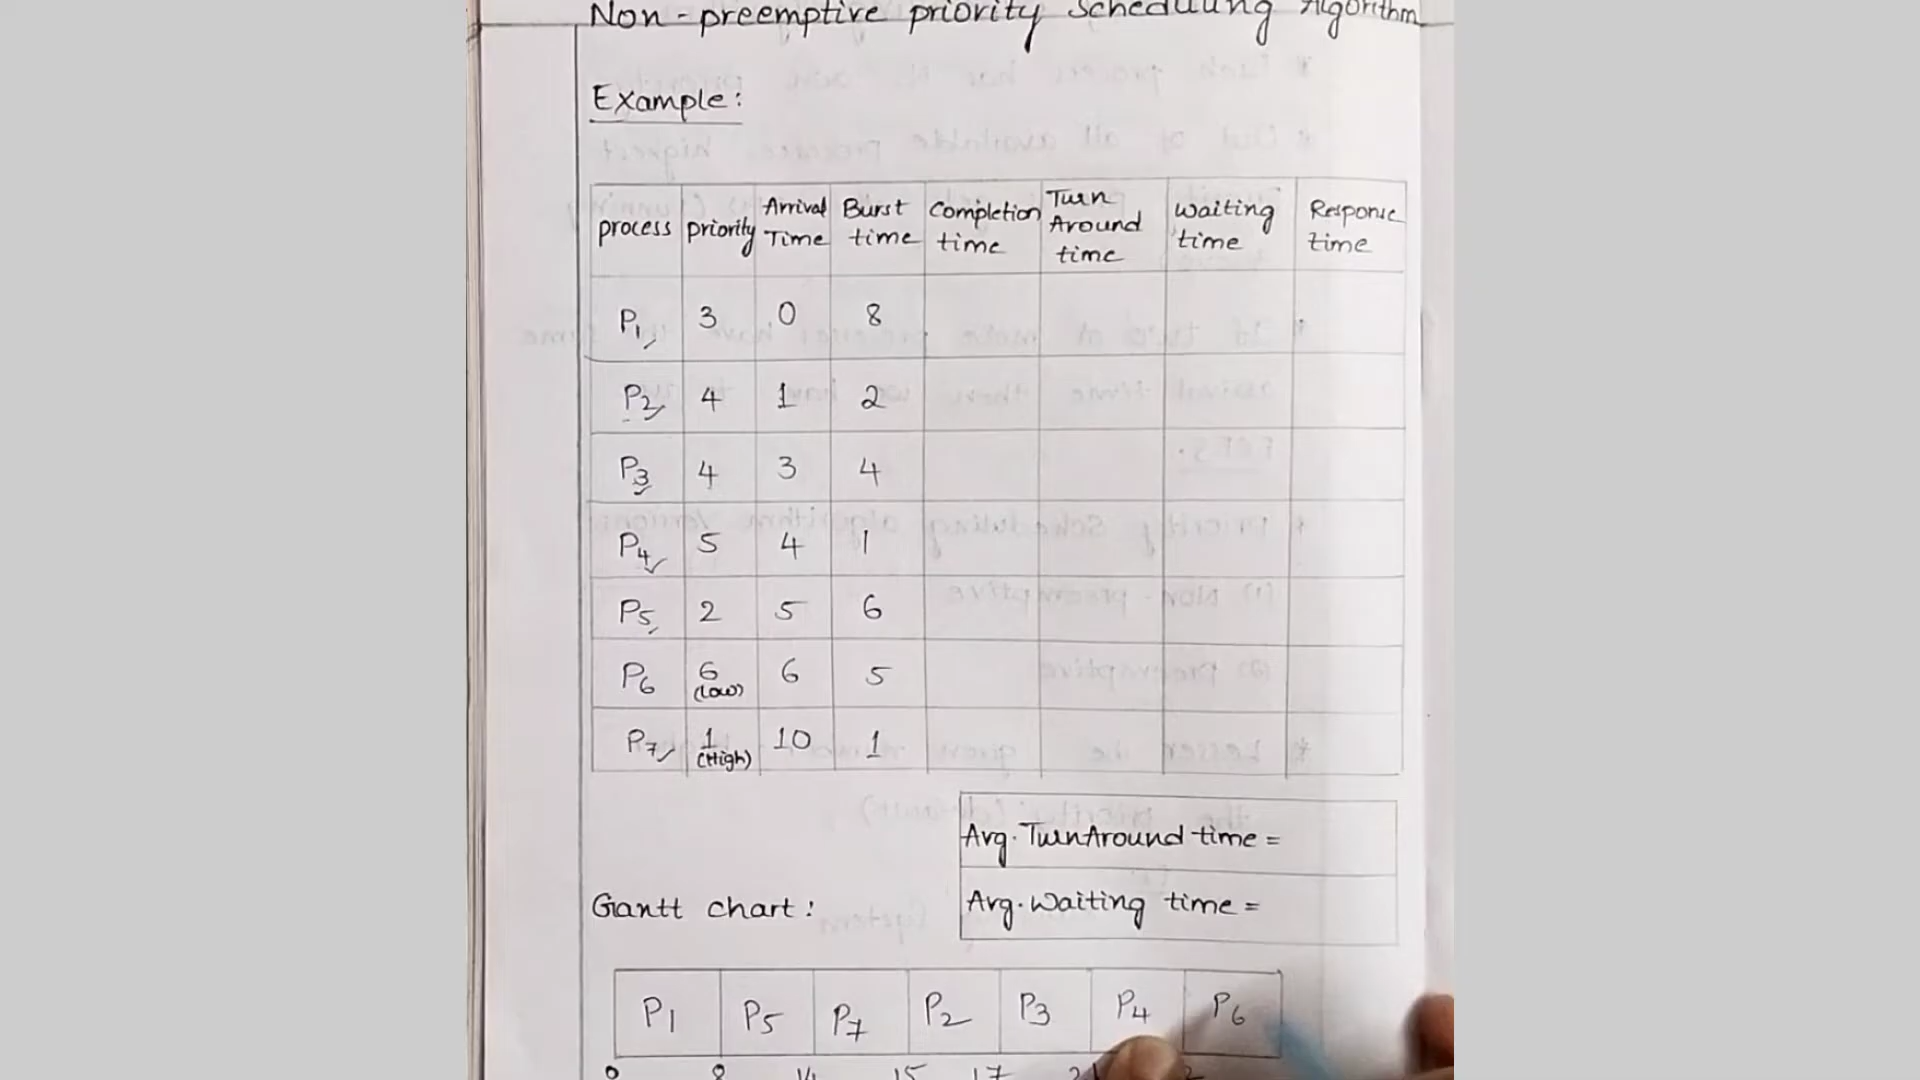 Non-preemptive priority Scheduling Algorithm
Example:
process priority Arrival Time Burst time Completion time Turn Around time Waiting time Response time
P1 3 0 8
P2 4 1 2
P3 4 3 4
P4 5 4 1
P5 2 5 6
P6 6 (Low) 6 5
P7 1 (High) 10 1
Avg. TurnAround time =
Avg. Waiting time =
Gantt chart:
P1 P5 P7 P2 P3 P4 P6
0 8 14 15 17